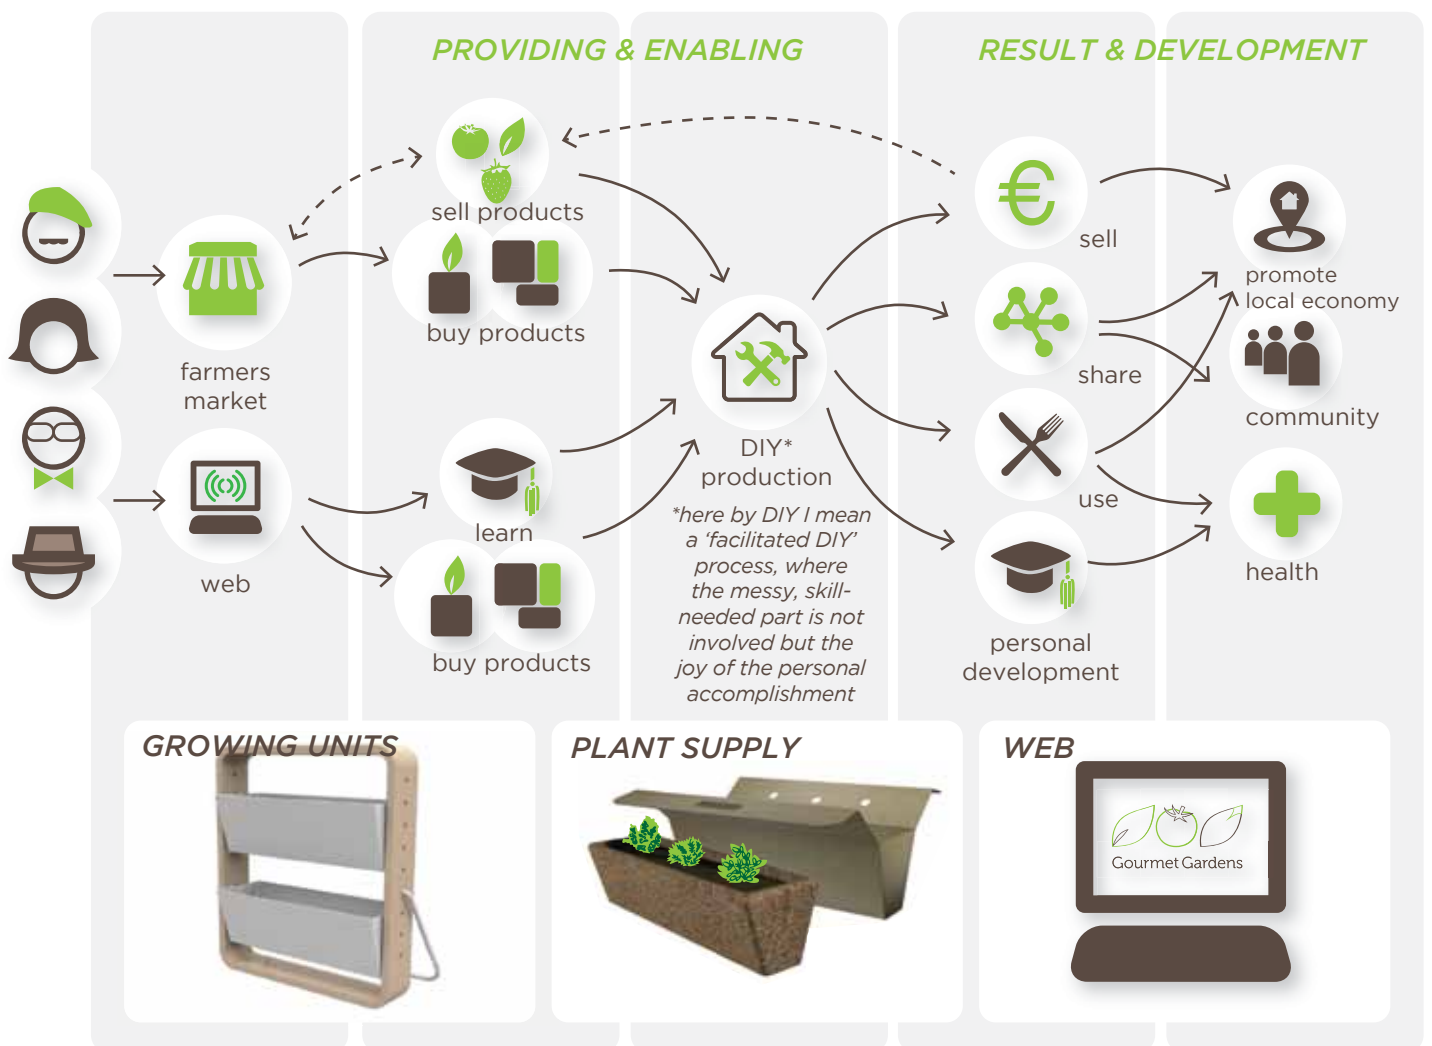 PROVIDING & ENABLING
RESULT & DEVELOPMENT
sell products
buy products
farmers
market
web
learn
buy products
DIY*
production
*here by DIY I mean
a ‘facilitated DIY’
process, where
the messy, skill-
needed part is not
involved but the
joy of the personal
accomplishment
sell
share
use
personal
development
promote
local economy
community
health
GROWING UNITS
PLANT SUPPLY
WEB
€
Gourmet Gardens